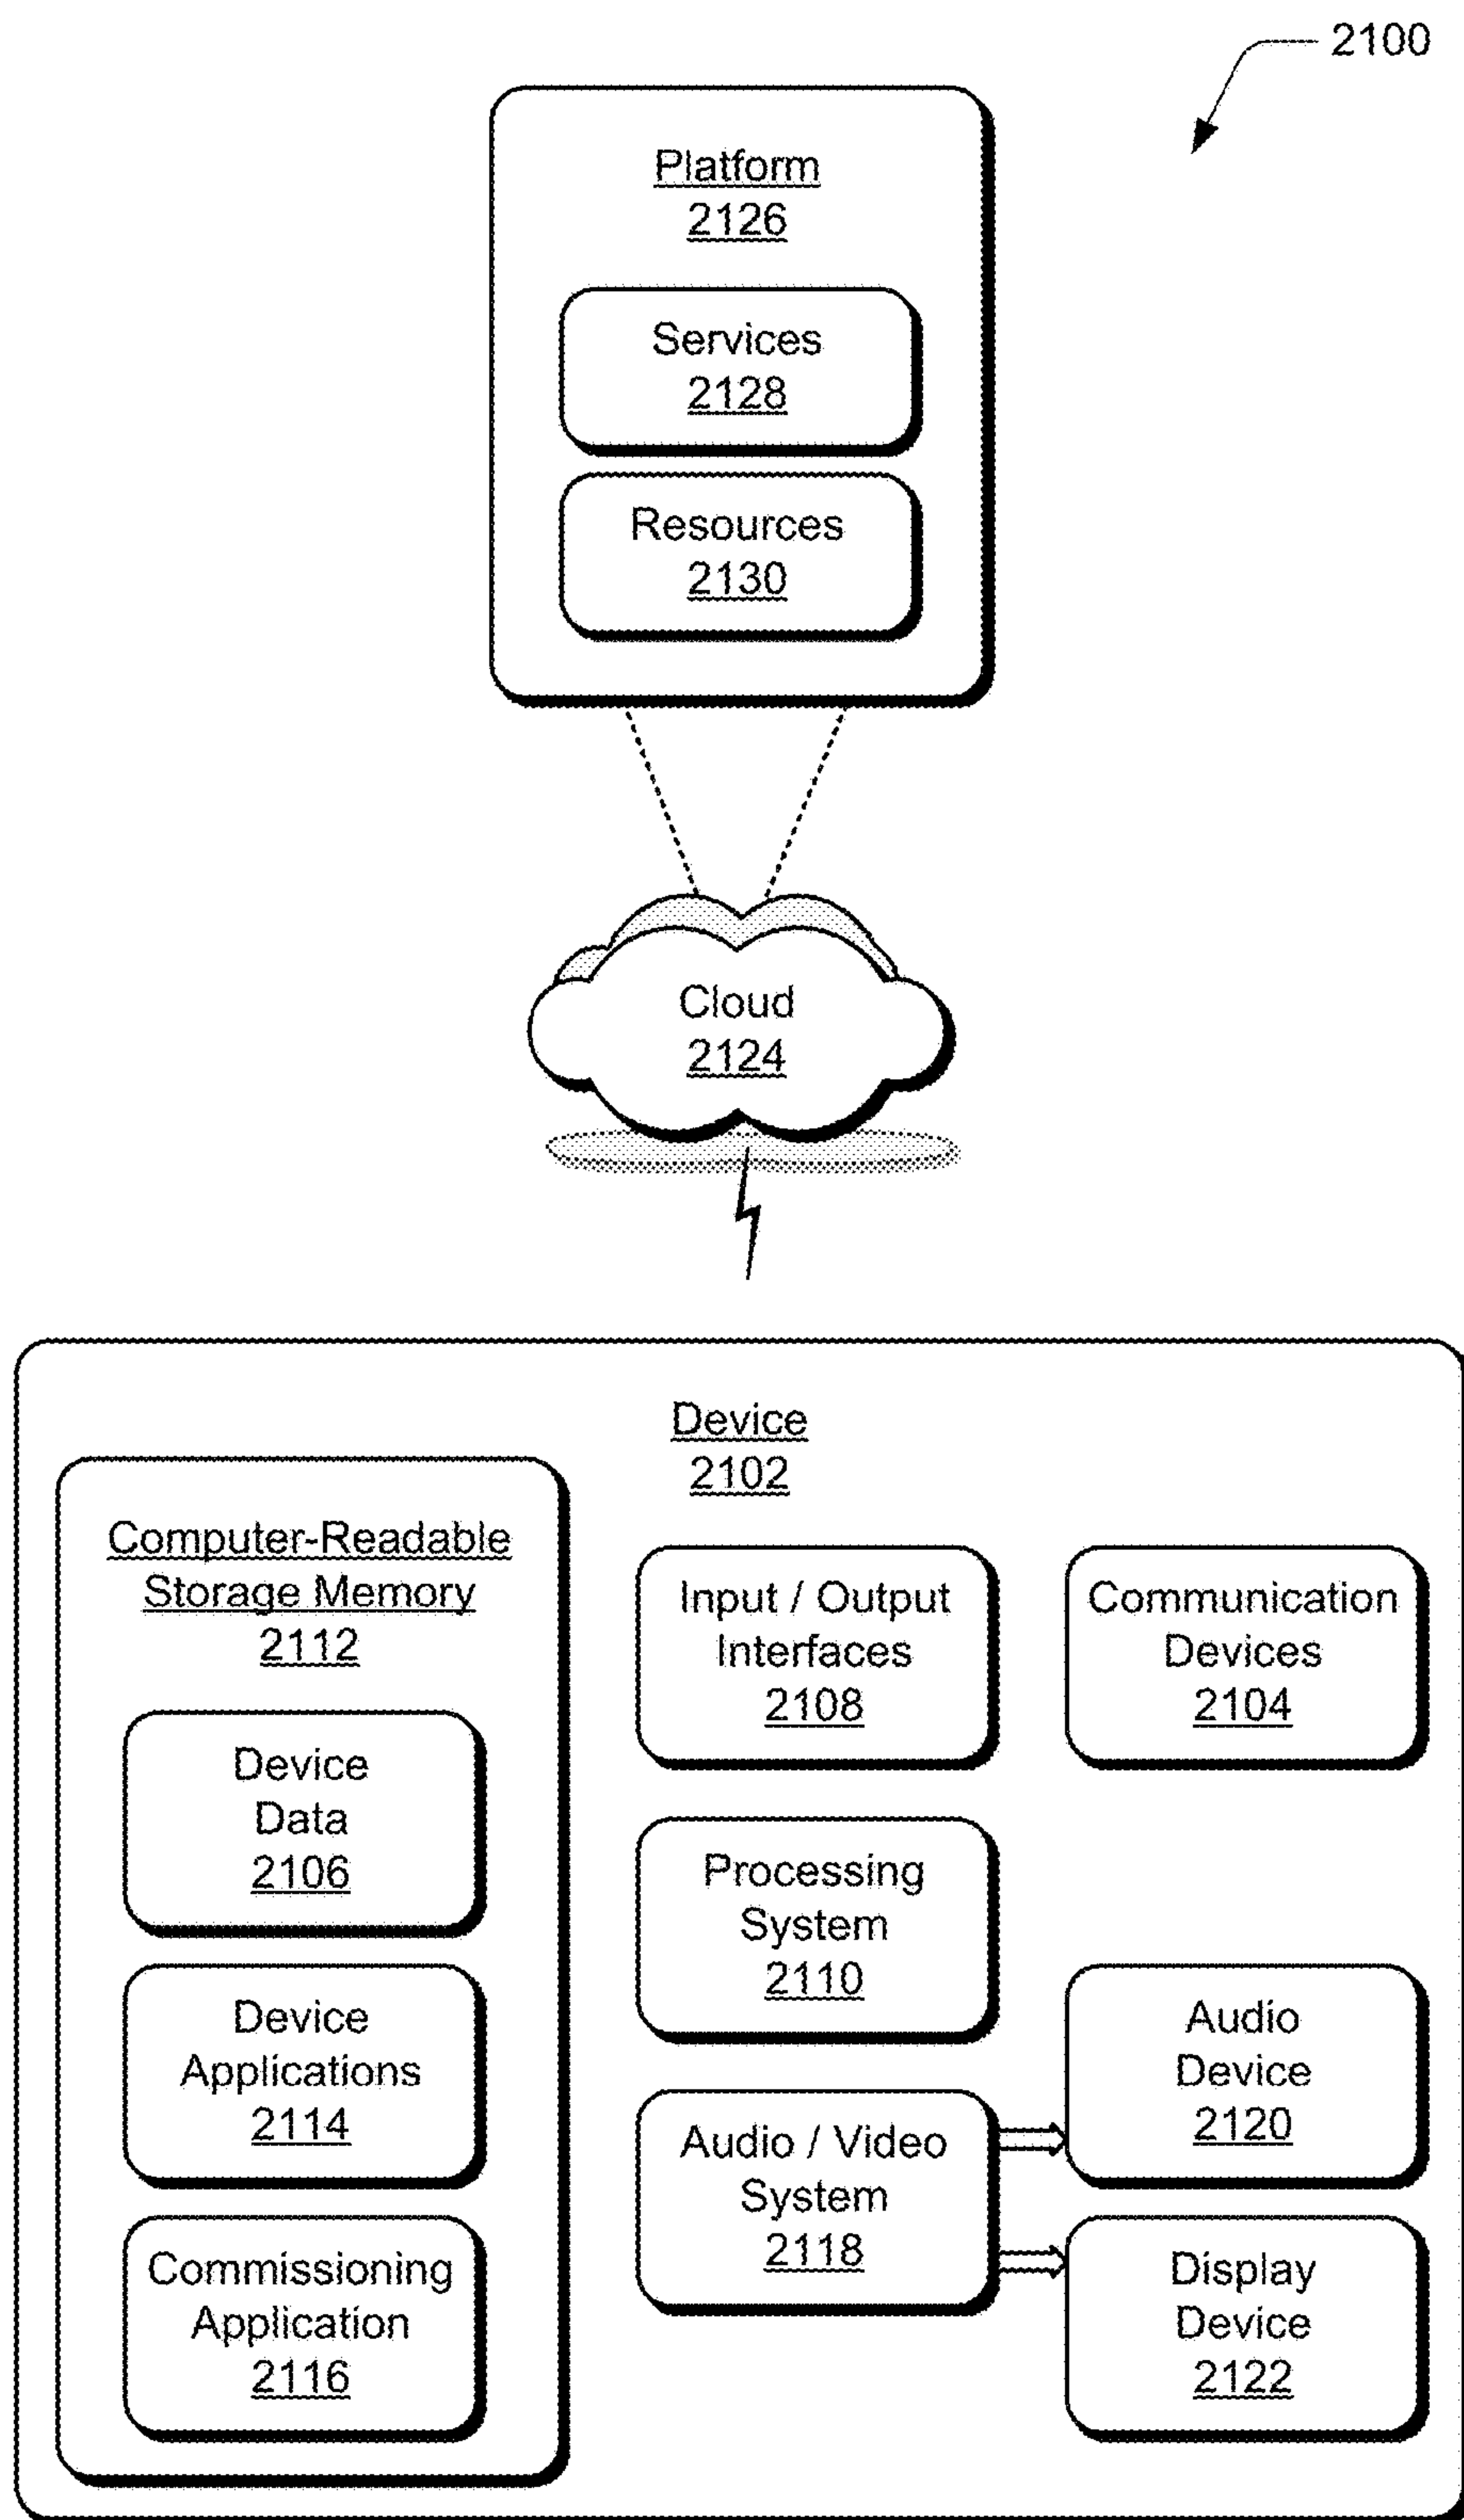 2100
Platform
2126
Services
2128
Resources
2130
Cloud
2124
Device
2102
Computer-Readable
Storage Memory
2112
Device
Data
2106
Device
Applications
2114
Commissioning
Application
2116
Input / Output
Interfaces
2108
Processing
System
2110
Audio / Video
System
2118
Communication
Devices
2104
Audio
Device
2120
Display
Device
2122